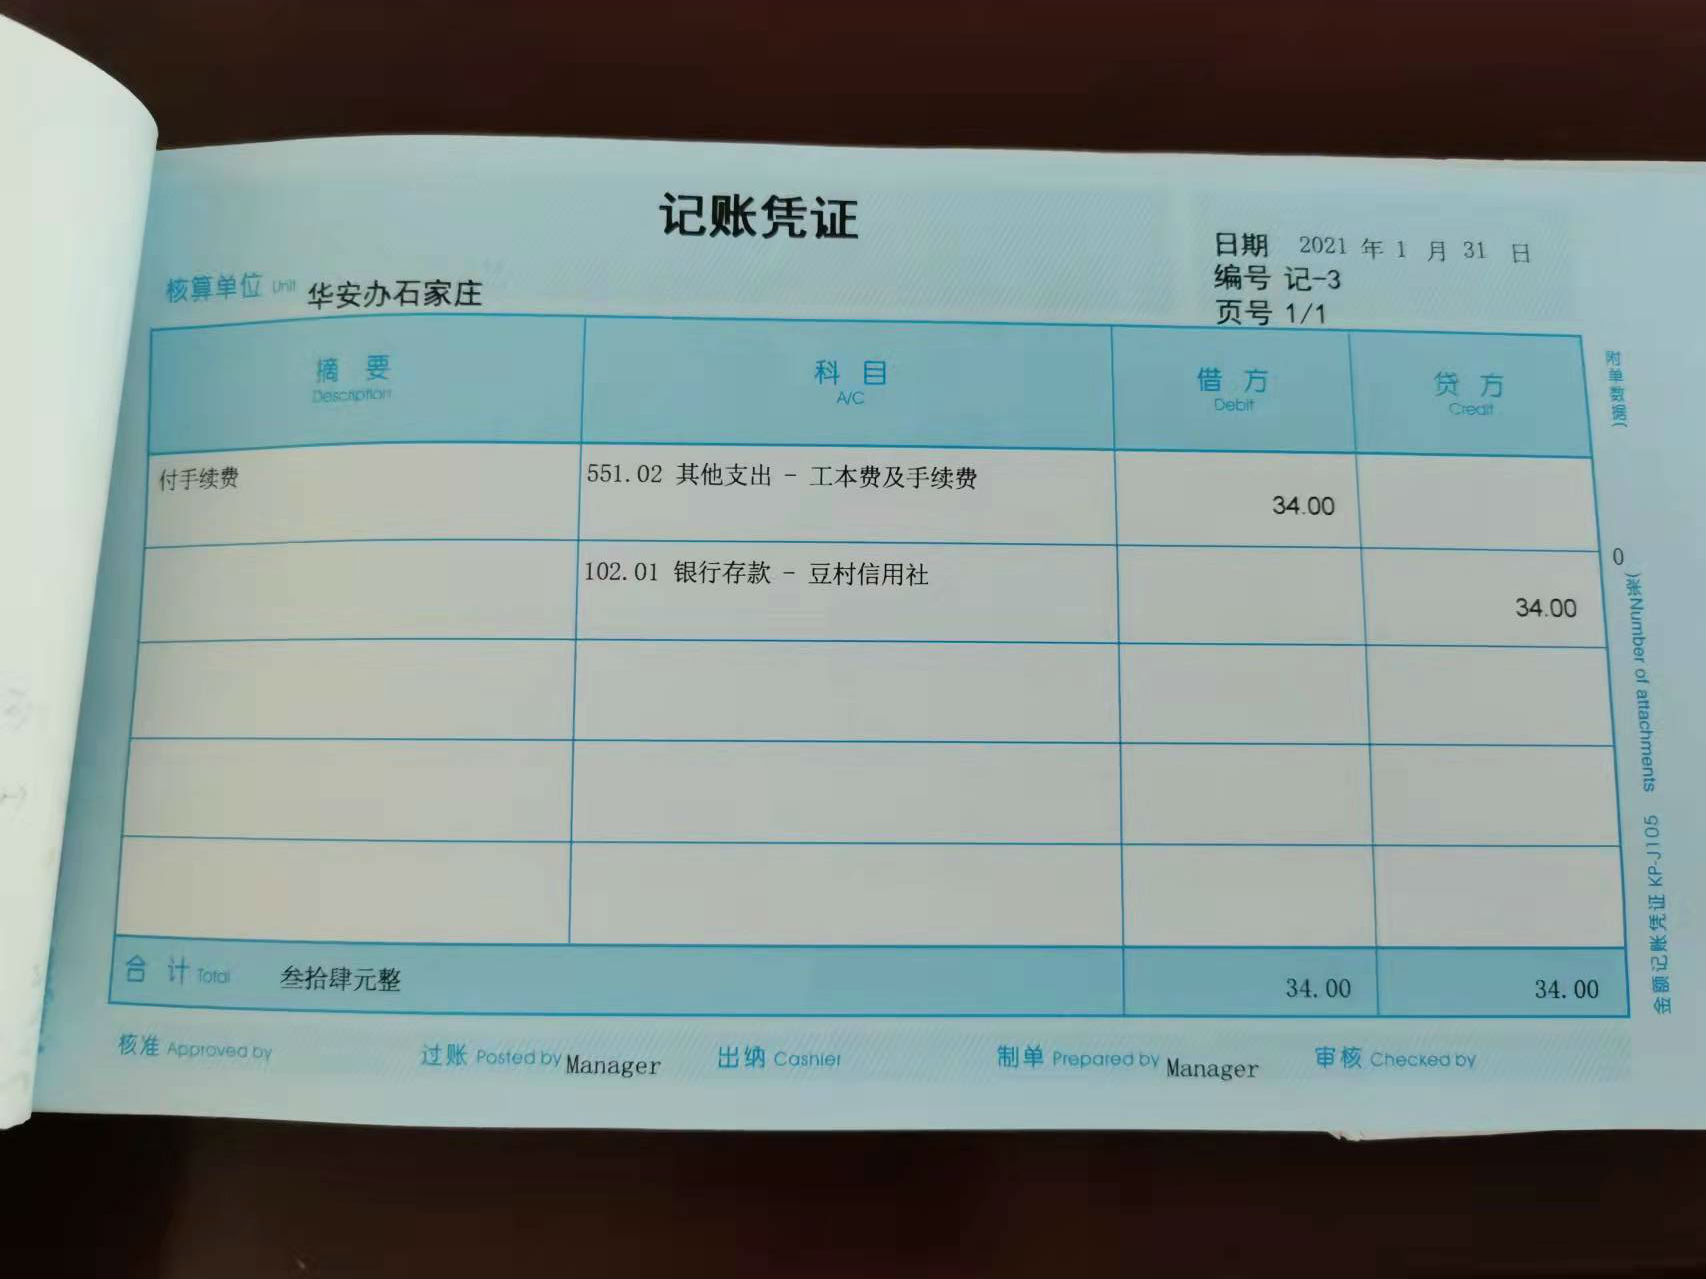 记账凭证
日期 2021 年 1 月 31 日
编号 记-3
页号 1/1
核算单位 Unit 华安办石家庄
摘要 科目 借方 贷方
Description A/C Debit Credit
付手续费 551.02 其他支出 - 工本费及手续费 34.00
102.01 银行存款 - 豆村信用社 34.00
合计 Total 叁拾肆元整 34.00 34.00
核准 Approved by 过账 Posted by Manager 出纳 Cashier 制单 Prepared by Manager 审核 Checked by
附单数据) 0 )张 Number of attachments
金额记账凭证 KP-J105